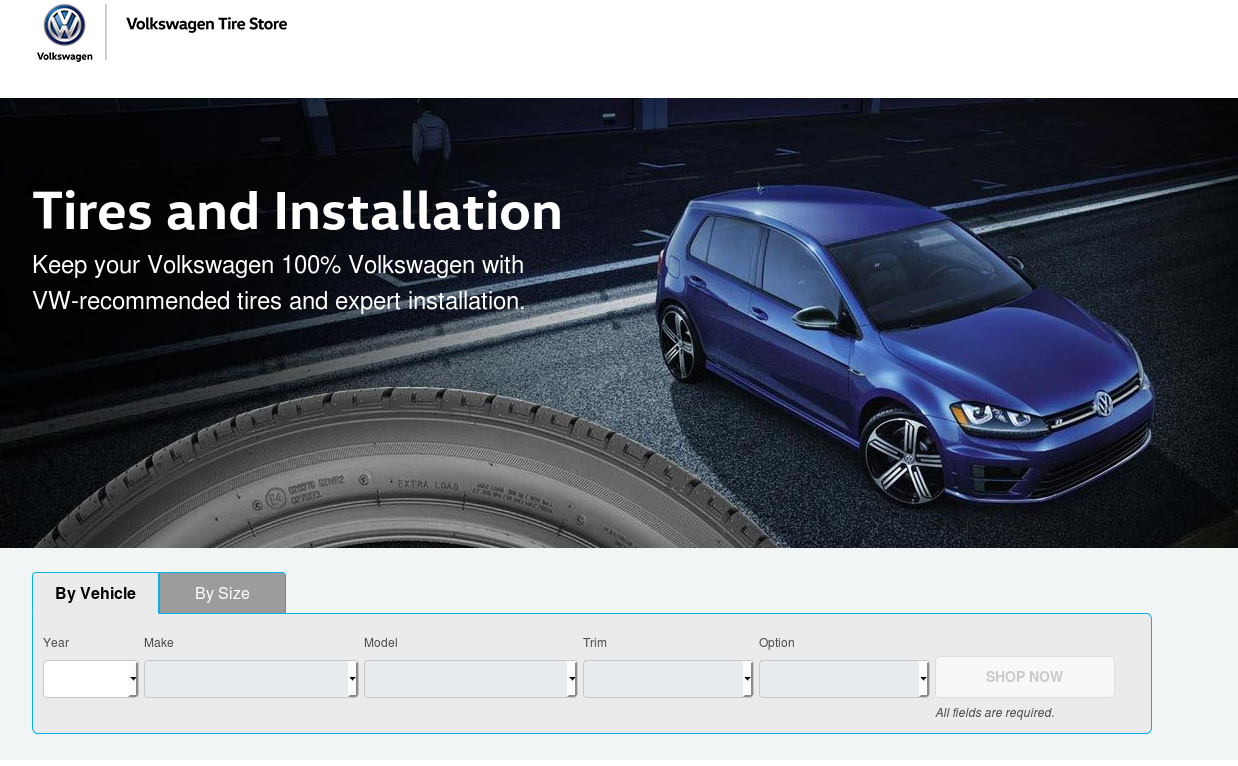 Volkswagen
Volkswagen Tire Store
Tires and Installation
Keep your Volkswagen 100% Volkswagen with
VW-recommended tires and expert installation.
EXTRA LOAD
By Vehicle
By Size
Year
Make
Model
Trim
Option
SHOP NOW
All fields are required.